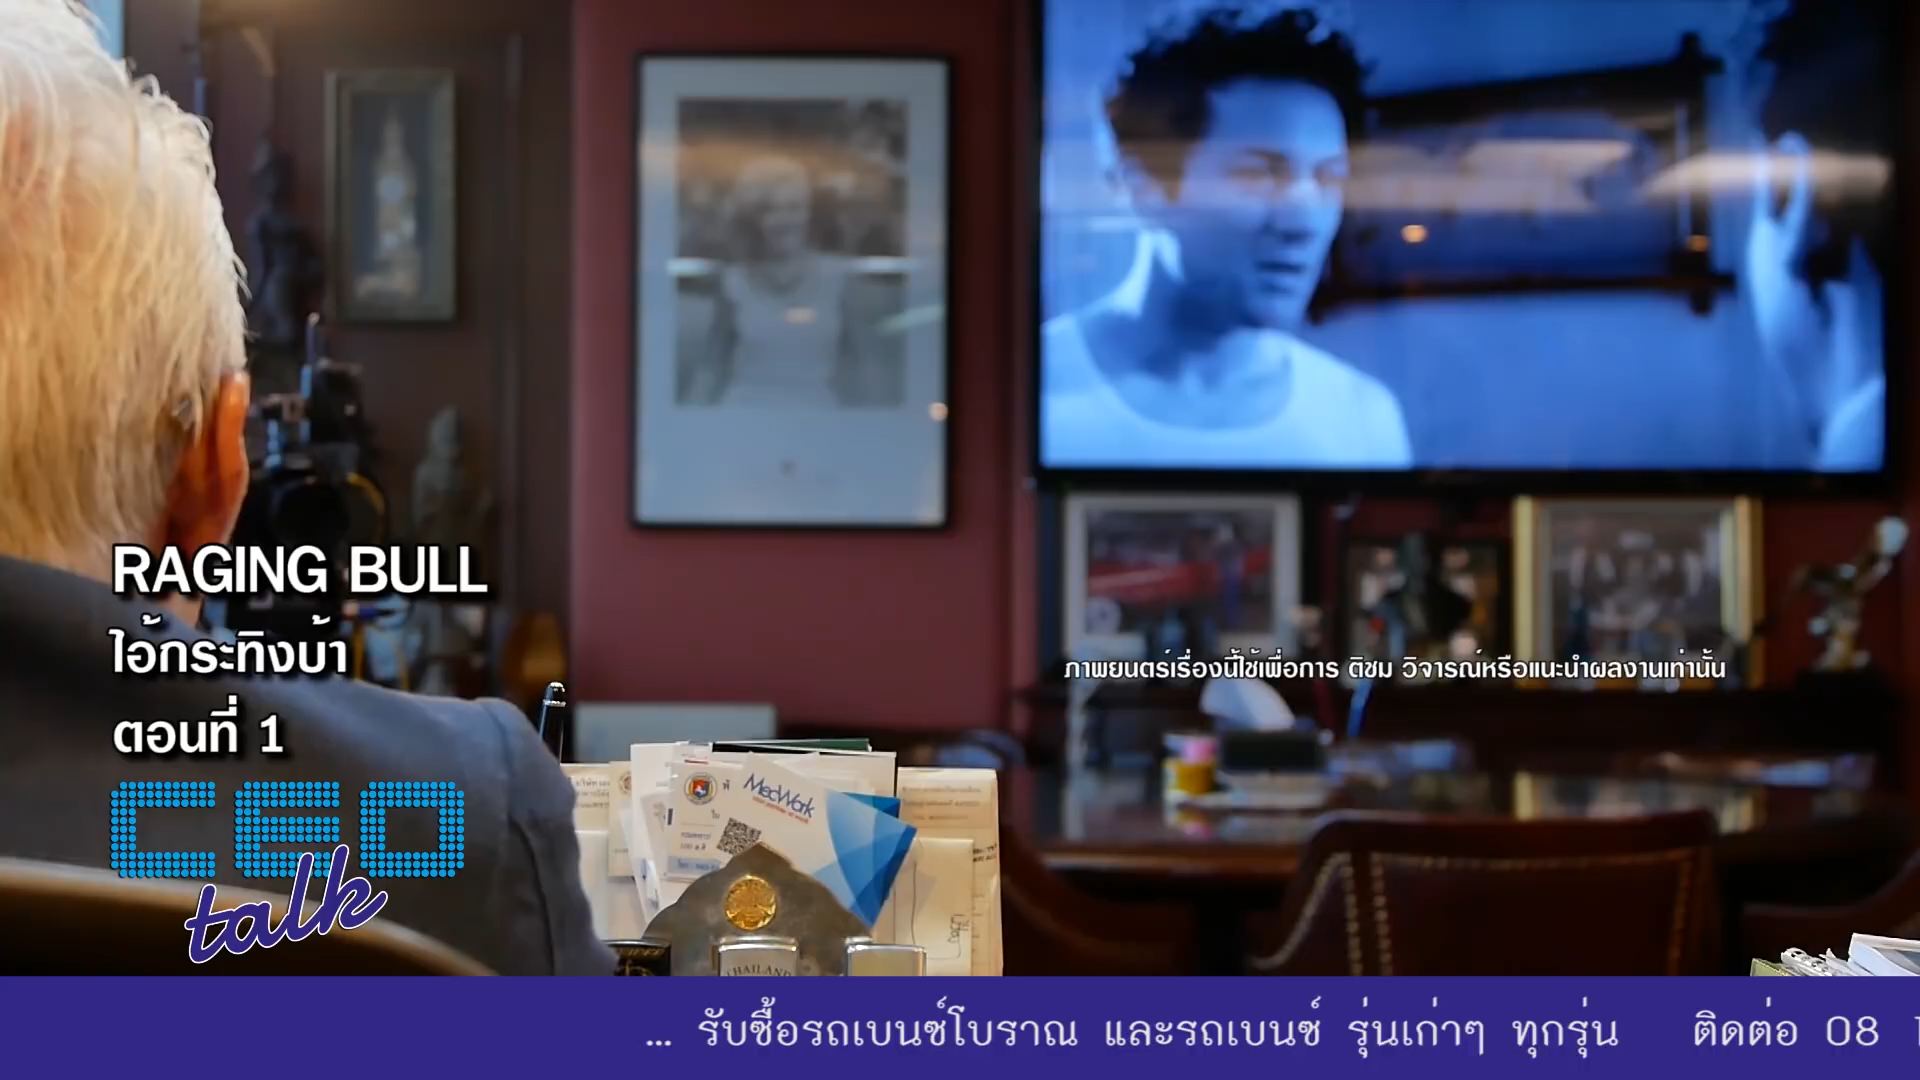 RAGING BULL
ไอ้กระทิงบ้า
ตอนที่ 1
CEO
talk
ภาพยนตร์เรื่องนี้ใช้เพื่อการ ติชม วิจารณ์หรือแนะนำผลงานเท่านั้น
MedWork
THAILAND
... รับซื้อรถเบนซ์โบราณ และรถเบนซ์ รุ่นเก่าๆ ทุกรุ่น ติดต่อ 08